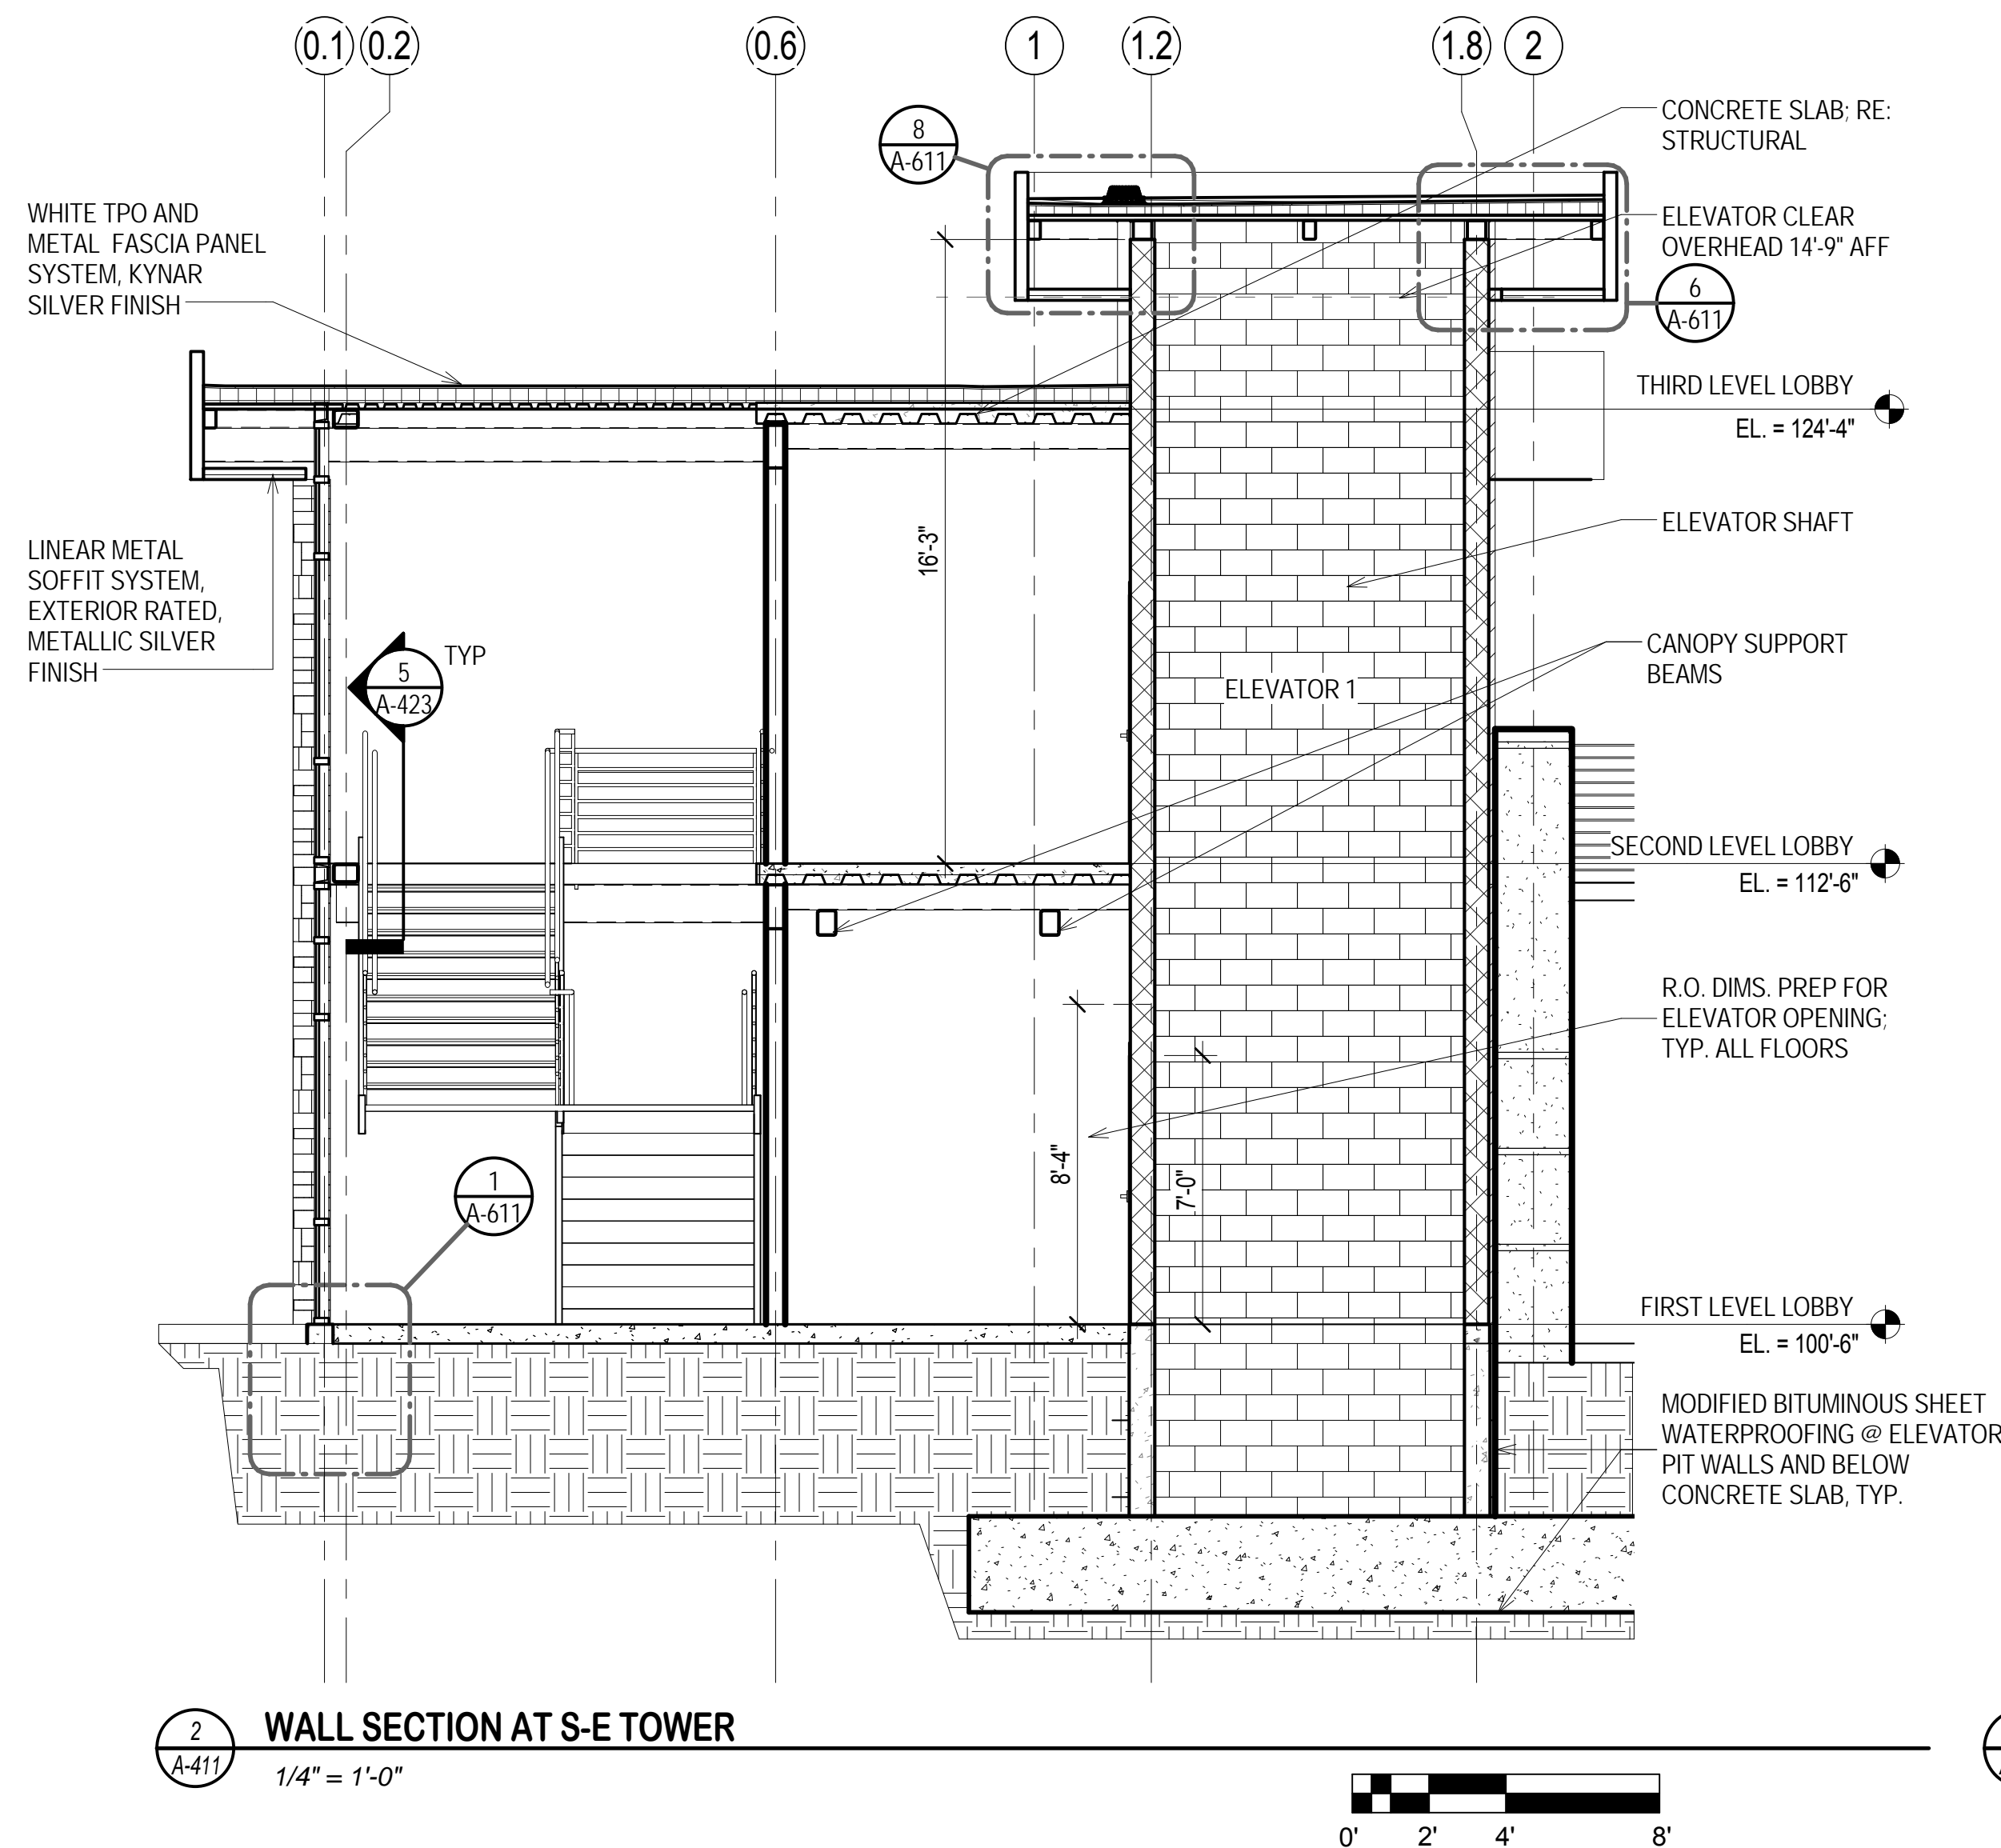 0.1
0.2
0.6
1
1.2
1.8
2
8
A-611
CONCRETE SLAB; RE:
STRUCTURAL
WHITE TPO AND
METAL FASCIA PANEL
SYSTEM, KYNAR
SILVER FINISH
ELEVATOR CLEAR
OVERHEAD 14'-9" AFF
6
A-611
THIRD LEVEL LOBBY
EL. = 124'-4"
LINEAR METAL
SOFFIT SYSTEM,
EXTERIOR RATED,
METALLIC SILVER
FINISH
16'-3"
ELEVATOR SHAFT
5
A-423
TYP
CANOPY SUPPORT
BEAMS
ELEVATOR 1
SECOND LEVEL LOBBY
EL. = 112'-6"
R.O. DIMS. PREP FOR
ELEVATOR OPENING;
TYP. ALL FLOORS
8'-4"
7'-0"
1
A-611
FIRST LEVEL LOBBY
EL. = 100'-6"
MODIFIED BITUMINOUS SHEET
WATERPROOFING @ ELEVATOR
PIT WALLS AND BELOW
CONCRETE SLAB, TYP.
2
A-411
WALL SECTION AT S-E TOWER
1/4" = 1'-0"
0' 2' 4' 8'